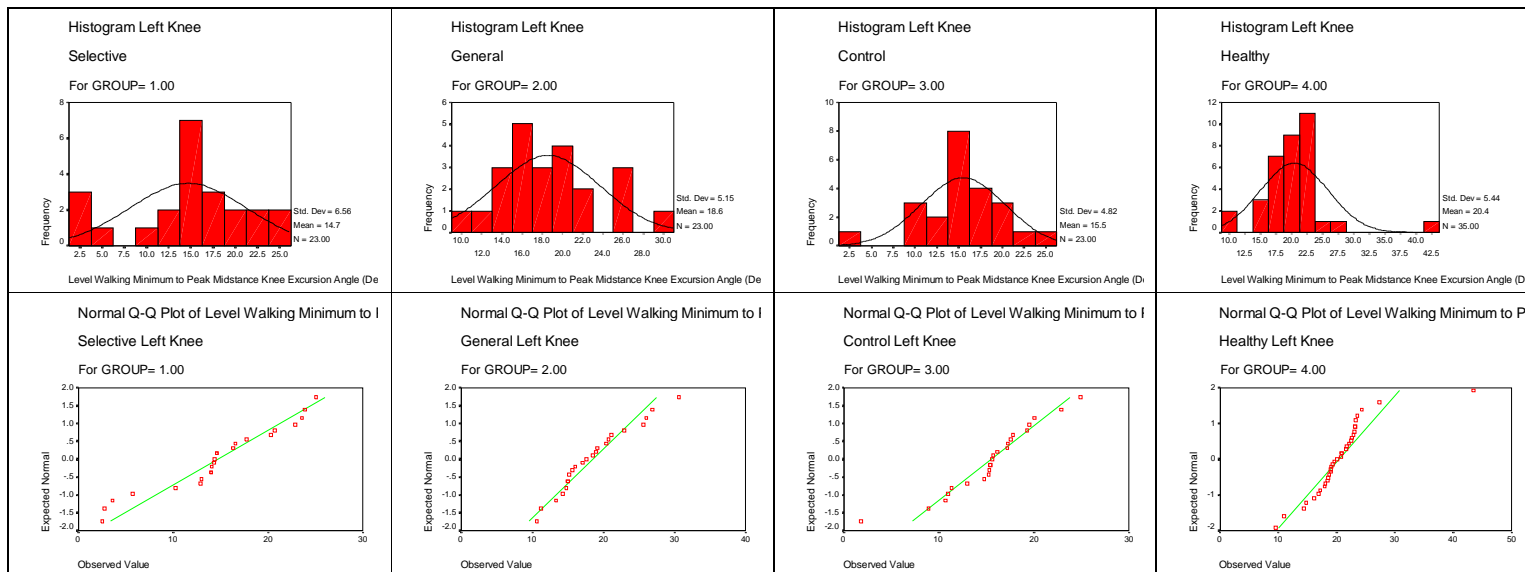 Histogram Left Knee
Selective
For GROUP= 1.00
8
6
4
2
0
Frequency
2.5 5.0 7.5 10.0 12.5 15.0 17.5 20.0 22.5 25.0
Std. Dev = 6.56
Mean = 14.7
N = 23.00
Level Walking Minimum to Peak Midstance Knee Excursion Angle (De
Histogram Left Knee
General
For GROUP= 2.00
6
5
4
3
2
1
0
Frequency
10.0 14.0 18.0 22.0 26.0 30.0
12.0 16.0 20.0 24.0 28.0
Std. Dev = 5.15
Mean = 18.6
N = 23.00
Level Walking Minimum to Peak Midstance Knee Excursion Angle (De
Histogram Left Knee
Control
For GROUP= 3.00
10
8
6
4
2
0
Frequency
2.5 5.0 7.5 10.0 12.5 15.0 17.5 20.0 22.5 25.0
Std. Dev = 4.82
Mean = 15.5
N = 23.00
Level Walking Minimum to Peak Midstance Knee Excursion Angle (De
Histogram Left Knee
Healthy
For GROUP= 4.00
12
10
8
6
4
2
0
Frequency
10.0 15.0 20.0 25.0 30.0 35.0 40.0
12.5 17.5 22.5 27.5 32.5 37.5 42.5
Std. Dev = 5.44
Mean = 20.4
N = 35.00
Level Walking Minimum to Peak Midstance Knee Excursion Angle (De
Normal Q-Q Plot of Level Walking Minimum to
Selective Left Knee
For GROUP= 1.00
2.0
1.5
1.0
.5
0.0
-.5
-1.0
-1.5
-2.0
Expected Normal
0 10 20 30
Observed Value
Normal Q-Q Plot of Level Walking Minimum to
General Left Knee
For GROUP= 2.00
2.0
1.5
1.0
.5
0.0
-.5
-1.0
-1.5
-2.0
Expected Normal
0 10 20 30 40
Observed Value
Normal Q-Q Plot of Level Walking Minimum to
Control Left Knee
For GROUP= 3.00
2.0
1.5
1.0
.5
0.0
-.5
-1.0
-1.5
-2.0
Expected Normal
0 10 20 30
Observed Value
Normal Q-Q Plot of Level Walking Minimum to P
Healthy Left Knee
For GROUP= 4.00
2
1
0
-1
-2
Expected Normal
0 10 20 30 40 50
Observed Value